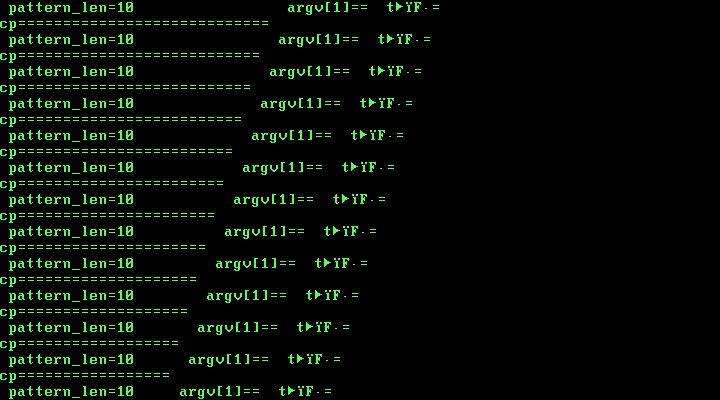 pattern_len=10                 argv[1]==  t►ïF·=
cp============================
pattern_len=10                argv[1]==  t►ïF·=
cp===========================
pattern_len=10               argv[1]==  t►ïF·=
cp==========================
pattern_len=10              argv[1]==  t►ïF·=
cp=========================
pattern_len=10             argv[1]==  t►ïF·=
cp========================
pattern_len=10            argv[1]==  t►ïF·=
cp=======================
pattern_len=10           argv[1]==  t►ïF·=
cp======================
pattern_len=10          argv[1]==  t►ïF·=
cp=====================
pattern_len=10         argv[1]==  t►ïF·=
cp====================
pattern_len=10        argv[1]==  t►ïF·=
cp===================
pattern_len=10       argv[1]==  t►ïF·=
cp==================
pattern_len=10      argv[1]==  t►ïF·=
cp=================
pattern_len=10     argv[1]==  t►ïF·=